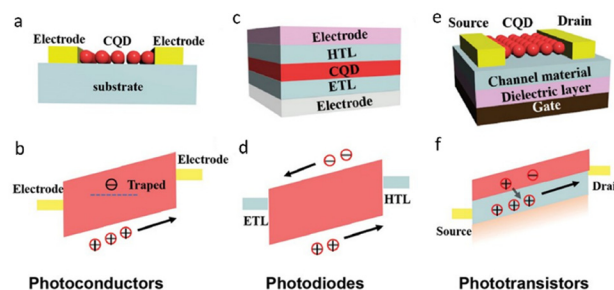 a
Electrode CQD Electrode
substrate
b
Electrode
Traped
Electrode
Photoconductors
c
Electrode
HTL
CQD
ETL
Electrode
d
ETL
HTL
Photodiodes
e
Source CQD Drain
Channel material
Dielectric layer
Gate
f
Drai
Source
Phototransistors